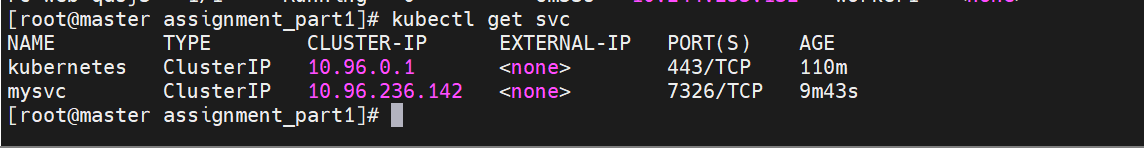 [root@master assignment_part1]# kubectl get svc
NAME TYPE CLUSTER-IP EXTERNAL-IP PORT(S) AGE
kubernetes ClusterIP 10.96.0.1 <none> 443/TCP 110m
mysvc ClusterIP 10.96.236.142 <none> 7326/TCP 9m43s
[root@master assignment_part1]#